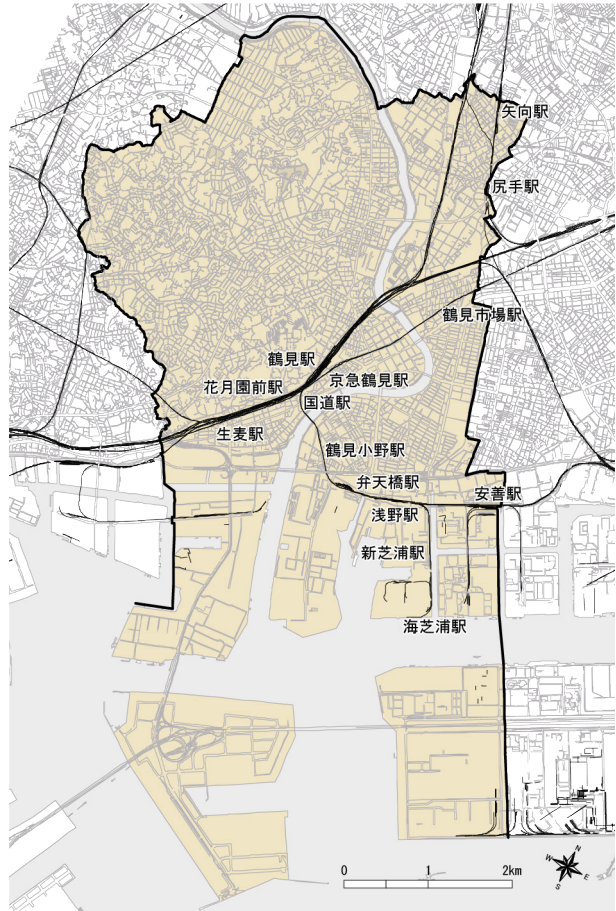 矢向駅
尻手駅
鶴見市場駅
鶴見駅
花月園前駅
京急鶴見駅
国道駅
生麦駅
鶴見小野駅
弁天橋駅
安善駅
浅野駅
新芝浦駅
海芝浦駅
0 1 2km
N
W
E
S